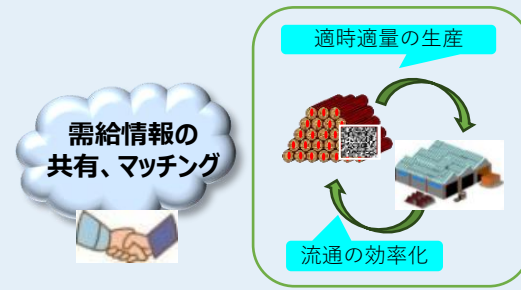 適時適量の生産
需給情報の
共有、マッチング
流通の効率化